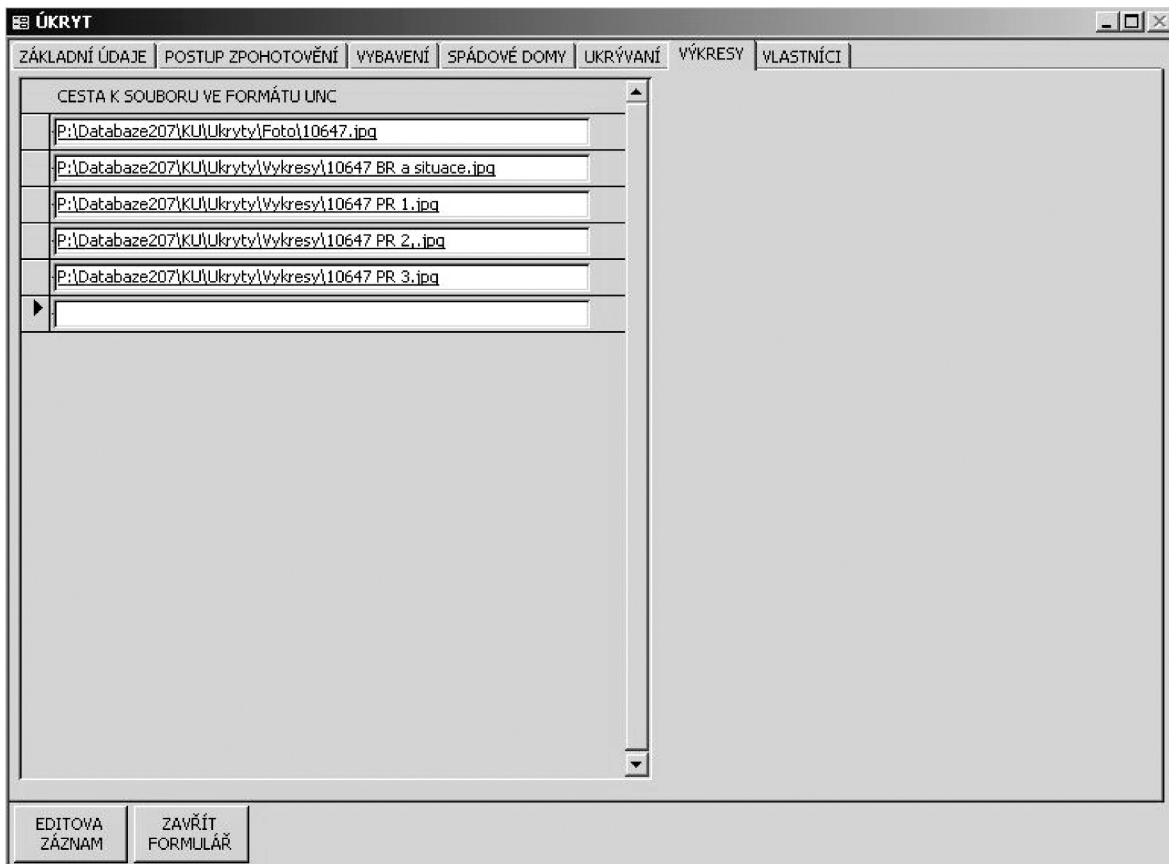 ÚKRYT
ZÁKLADNÍ ÚDAJE POSTUP ZPOHOTOVĚNÍ VYBAVENÍ SPÁDOVÉ DOMY UKRÝVANÍ VÝKRESY VLASTNÍCI
CESTA K SOUBORU VE FORMÁTU UNC
P:\Databaze207\KU\Ukryty\Foto\10647.jpg
P:\Databaze207\KU\Ukryty\Vykresy\10647 BR a situace.jpg
P:\Databaze207\KU\Ukryty\Vykresy\10647 PR 1.jpg
P:\Databaze207\KU\Ukryty\Vykresy\10647 PR 2,.jpg
P:\Databaze207\KU\Ukryty\Vykresy\10647 PR 3.jpg
EDITOVA
ZÁZNAM
ZAVŘÍT
FORMULÁŘ